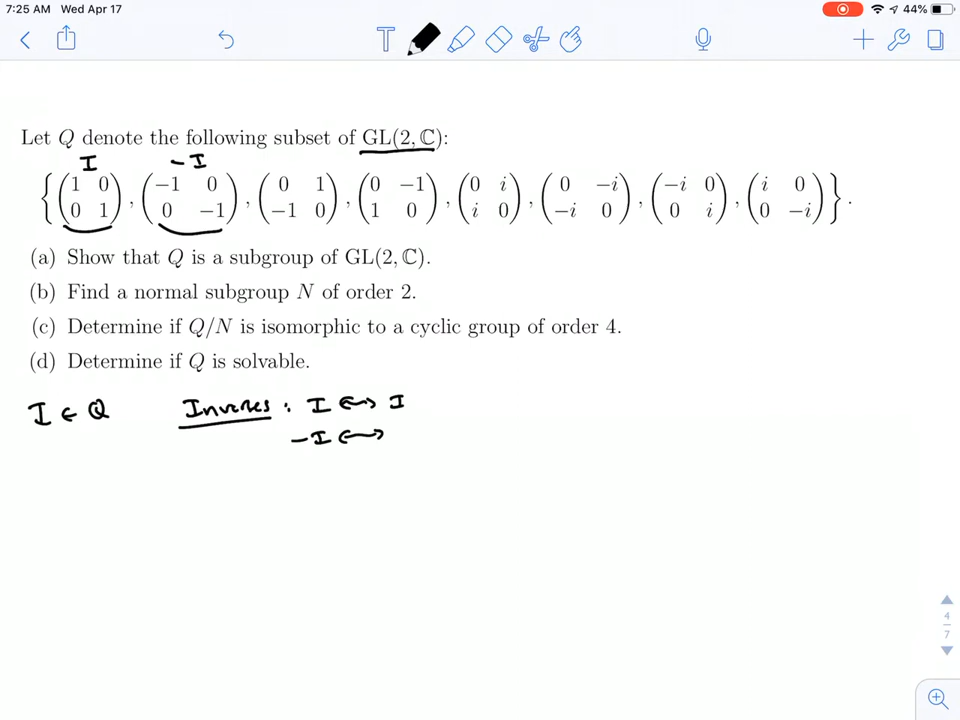 7:25 AM Wed Apr 17 44%
T
Let Q denote the following subset of GL(2, ℂ):
I −I
{(1 0; 0 1), (−1 0; 0 −1), (0 1; −1 0), (0 −1; 1 0), (0 i; i 0), (0 −i; −i 0), (−i 0; 0 i), (i 0; 0 −i)}.
(a) Show that Q is a subgroup of GL(2, ℂ).
(b) Find a normal subgroup N of order 2.
(c) Determine if Q/N is isomorphic to a cyclic group of order 4.
(d) Determine if Q is solvable.
I ∈ Q Inverses : I ↔ I
−I ↔
4
7